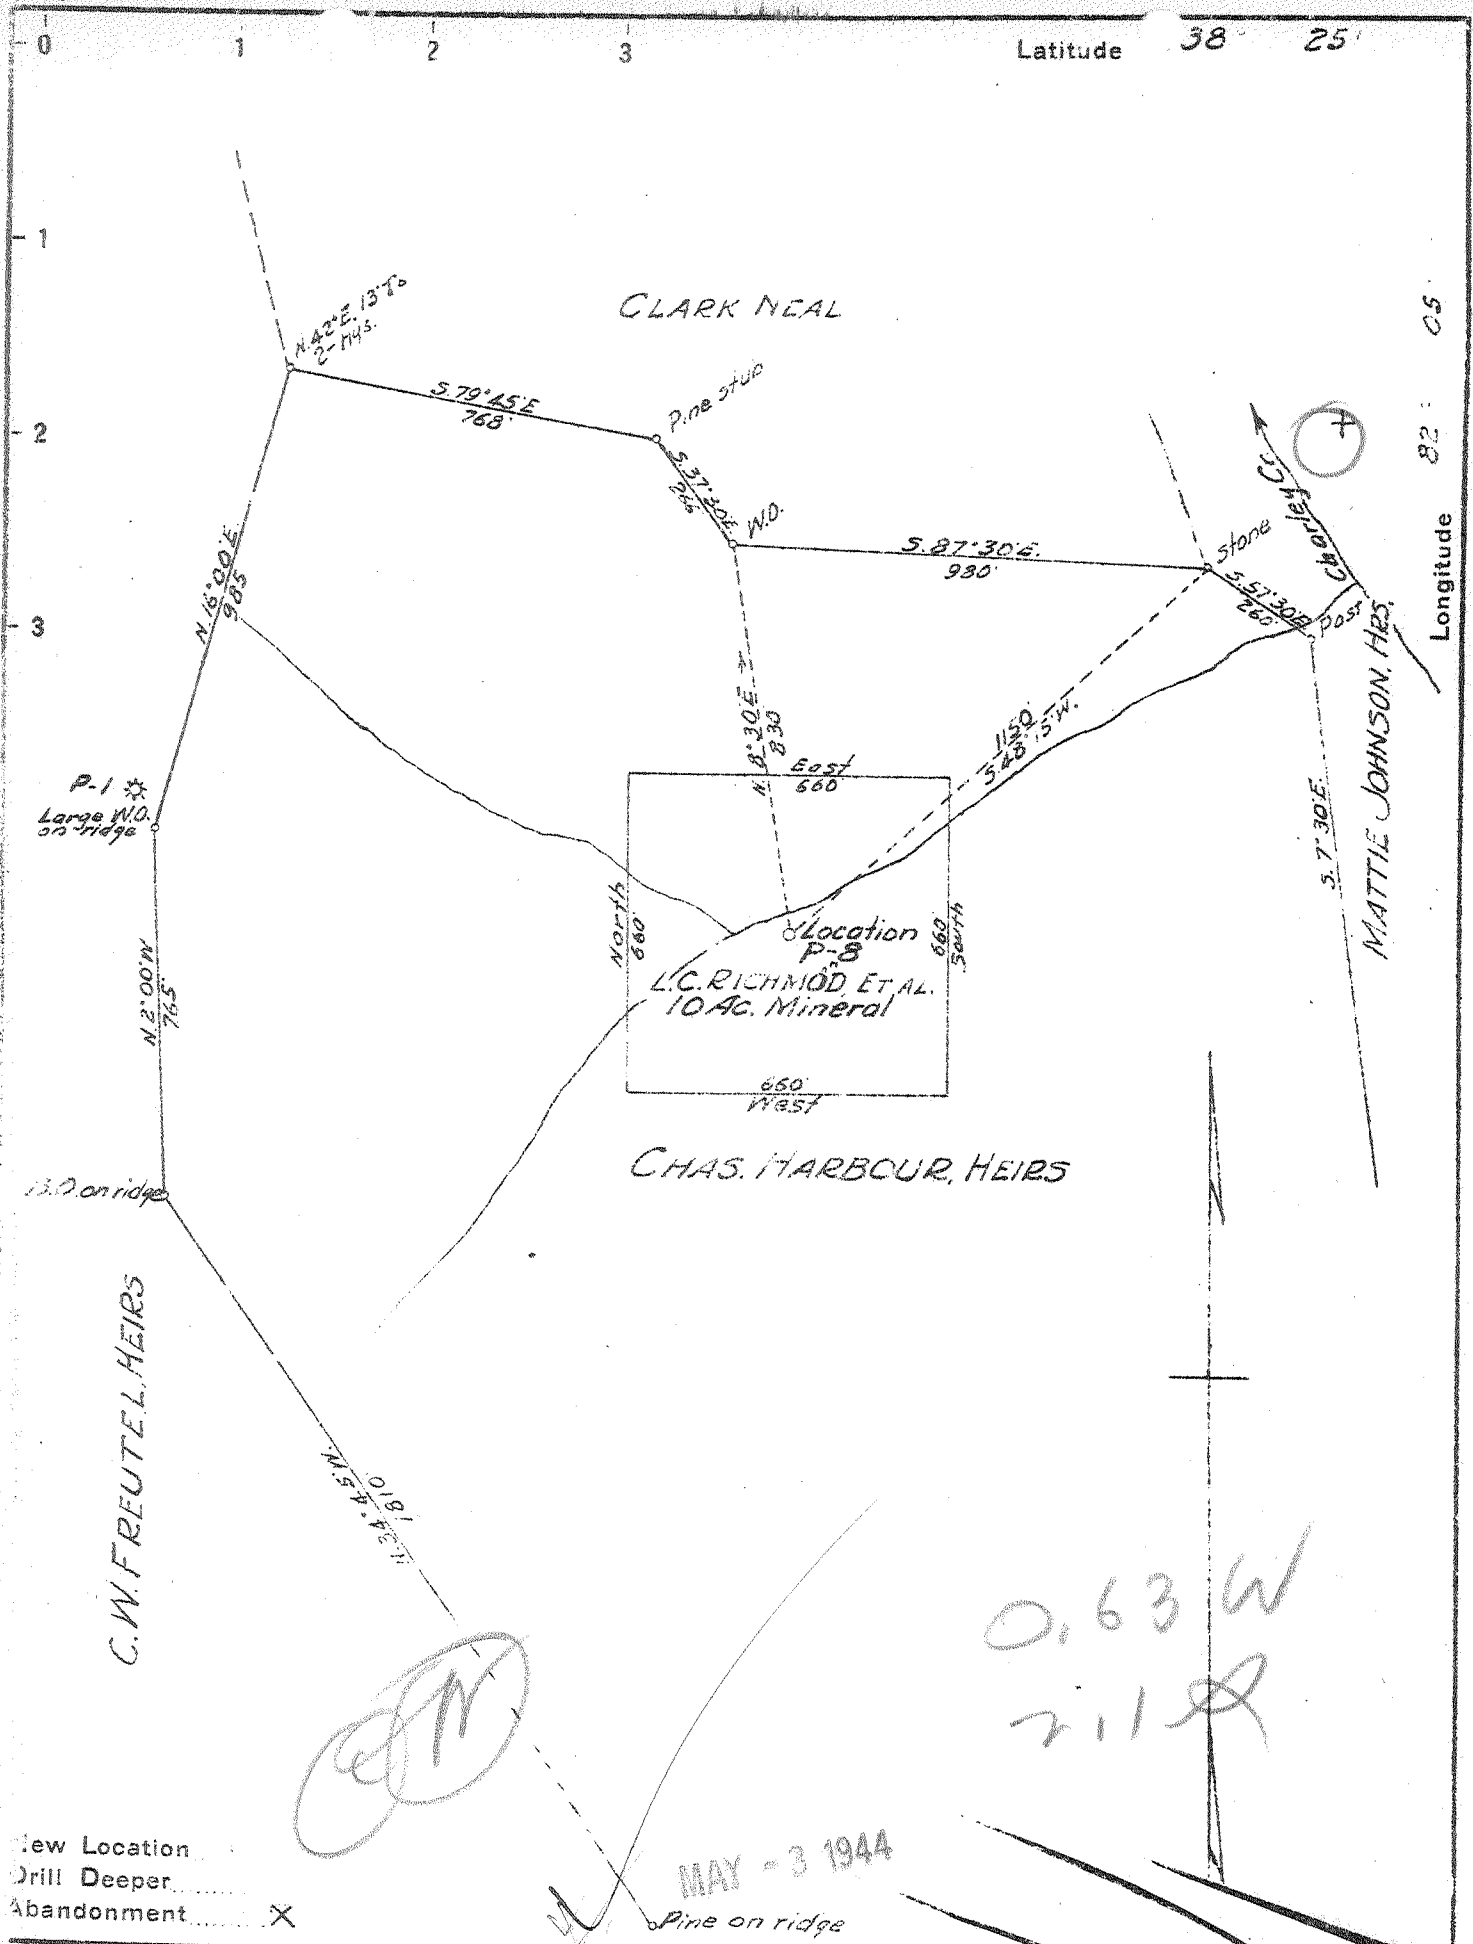 0 1 2 3 Latitude 38° 25'
1
2
3
Longitude 82° 05'
CLARK NEAL
N.42°E. 13' to
S.79°45'E
768'
Pine stub
S.37°30'E.
266
W.O.
S.87°30'E.
980'
Stone
S.57°30'E.
260'
Post
Charley Cr.
MATTIE JOHNSON, HRS.
S.7°30'E.
N.16°00'E.
985
P-1
Large W.O.
on ridge
N.8°30'E
830
1150'
S.48°15'W.
East
660'
North
660'
660'
South
Location
P-8
L.C. RICHMOD, ET AL.
10 Ac. Mineral
660'
West
N.2°00'W
765'
B.O. on ridge
CHAS. HARBOUR, HEIRS
C.W. FREUTEL, HEIRS
N.34°45'W.
1810
0.63 W
N
New Location
Drill Deeper
Abandonment X
MAY - 3 1944
Pine on ridge